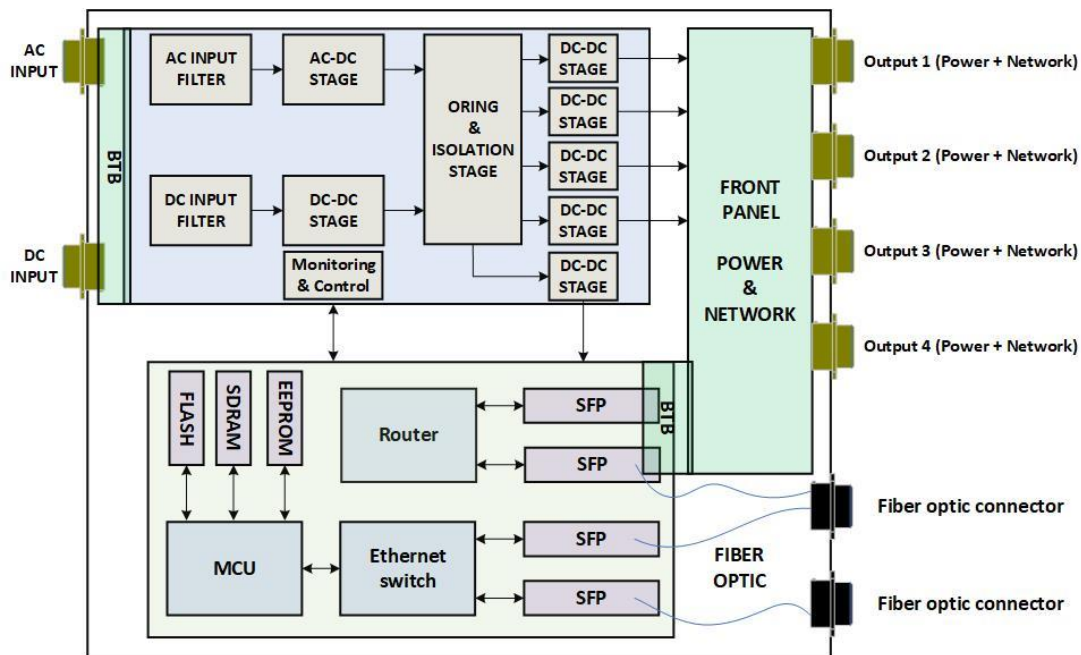 AC
INPUT
DC
INPUT
BTB
AC INPUT
FILTER
AC-DC
STAGE
DC INPUT
FILTER
DC-DC
STAGE
Monitoring
& Control
ORING
&
ISOLATION
STAGE
DC-DC
STAGE
DC-DC
STAGE
DC-DC
STAGE
DC-DC
STAGE
DC-DC
STAGE
FRONT
PANEL
POWER
&
NETWORK
Output 1 (Power + Network)
Output 2 (Power + Network)
Output 3 (Power + Network)
Output 4 (Power + Network)
FLASH
SDRAM
EEPROM
Router
SFP
SFP
BTB
MCU
Ethernet
switch
SFP
SFP
FIBER
OPTIC
Fiber optic connector
Fiber optic connector